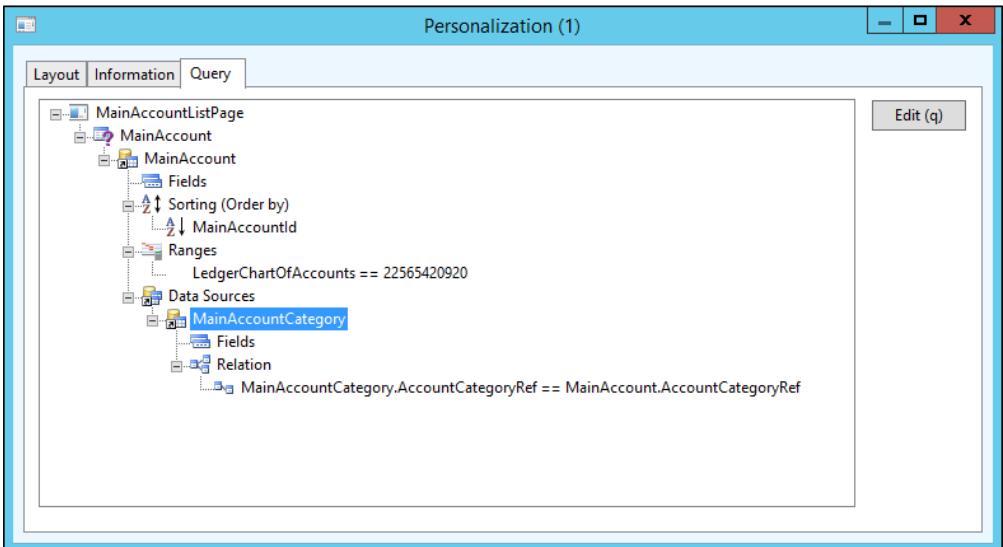 Personalization (1)
Layout Information Query
MainAccountListPage
Edit (q)
MainAccount
MainAccount
Fields
Sorting (Order by)
MainAccountId
Ranges
LedgerChartOfAccounts == 22565420920
Data Sources
MainAccountCategory
Fields
Relation
MainAccountCategory.AccountCategoryRef == MainAccount.AccountCategoryRef